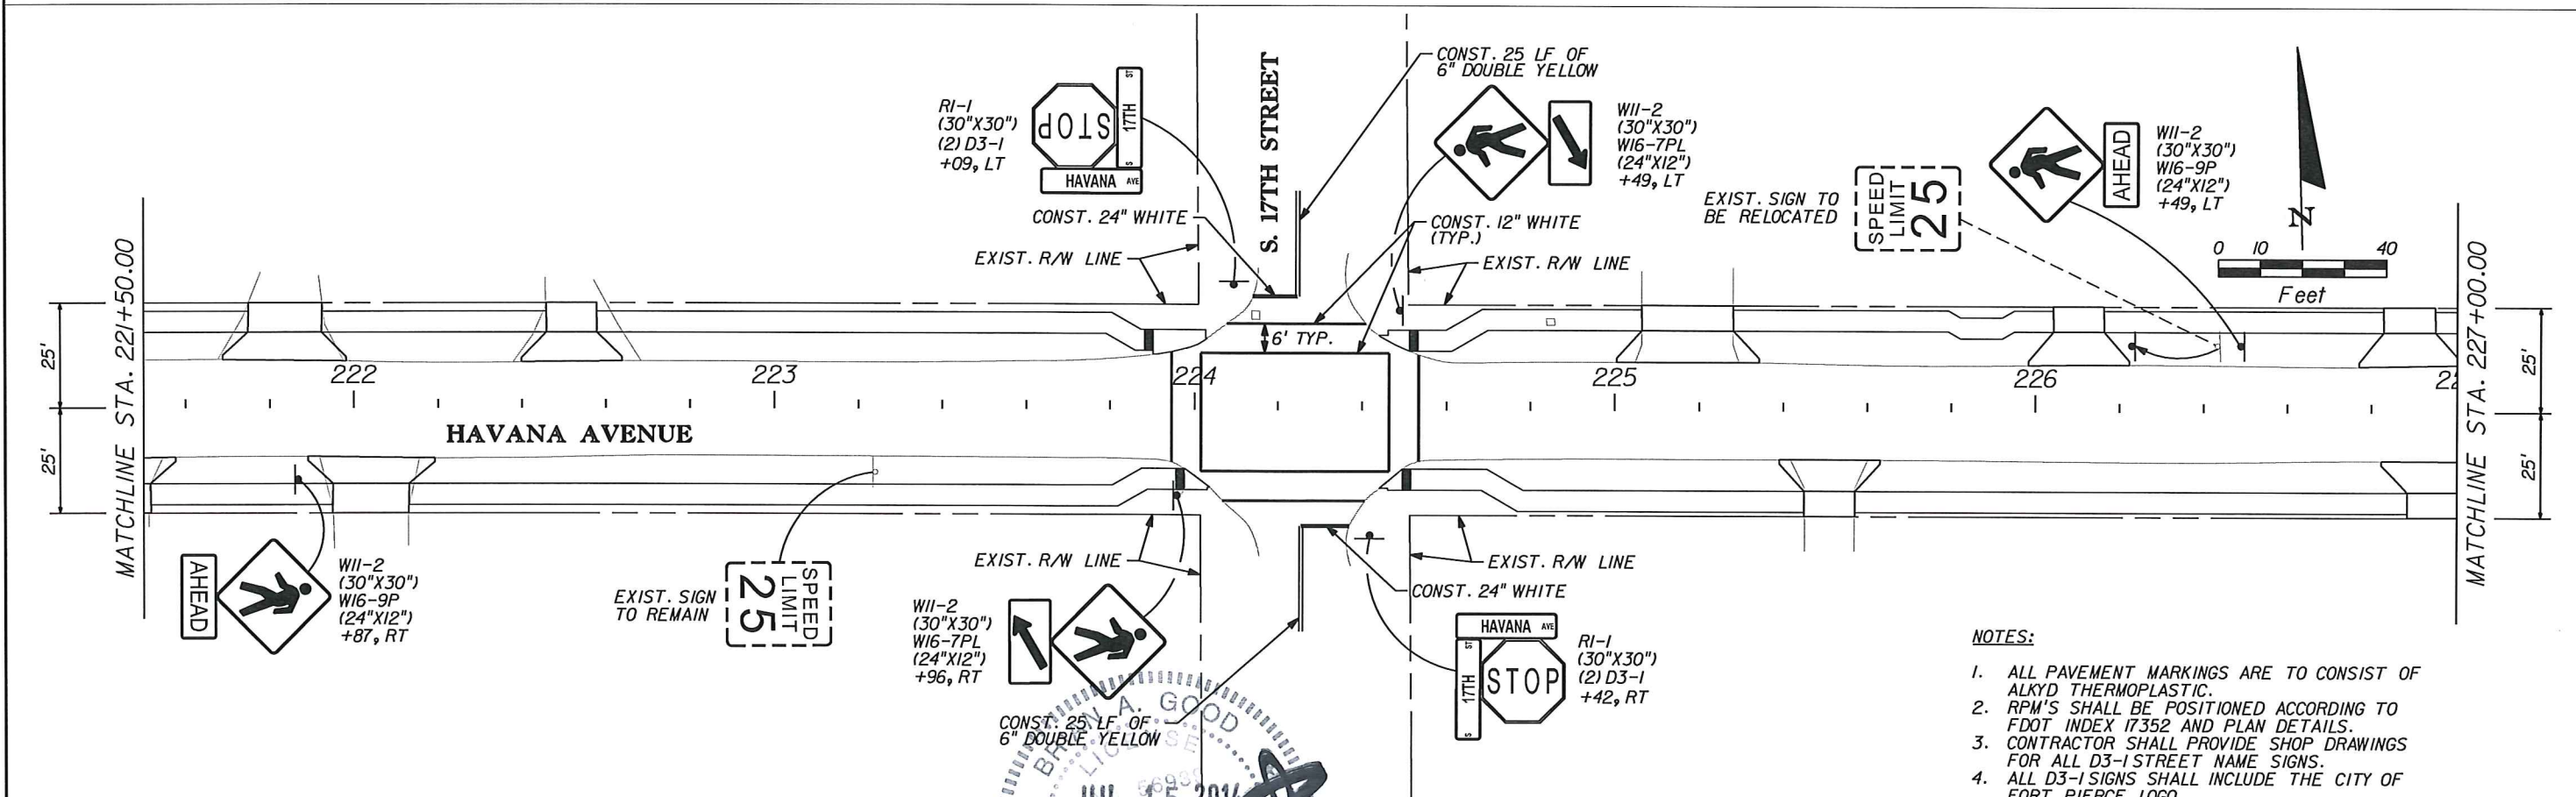 CONST. 25 LF OF
6" DOUBLE YELLOW
S. 17TH STREET
R1-1
(30"X30")
(2) D3-1
+09, LT
STOP
S 17TH ST
HAVANA AVE
W11-2
(30"X30")
W16-7PL
(24"X12")
+49, LT
EXIST. SIGN TO
BE RELOCATED
SPEED
LIMIT
25
AHEAD
W11-2
(30"X30")
W16-9P
(24"X12")
+49, LT
N
0 10 40
Feet
CONST. 24" WHITE
CONST. 12" WHITE
(TYP.)
EXIST. R/W LINE
EXIST. R/W LINE
6' TYP.
MATCHLINE STA. 221+50.00
25'
25'
222
223
224
225
226
HAVANA AVENUE
MATCHLINE STA. 227+00.00
25'
25'
AHEAD
W11-2
(30"X30")
W16-9P
(24"X12")
+87, RT
EXIST. SIGN
TO REMAIN
SPEED
LIMIT
25
EXIST. R/W LINE
W11-2
(30"X30")
W16-7PL
(24"X12")
+96, RT
CONST. 25 LF OF
6" DOUBLE YELLOW
EXIST. R/W LINE
CONST. 24" WHITE
HAVANA AVE
S 17TH ST
STOP
R1-1
(30"X30")
(2) D3-1
+42, RT
A. GOOD
NOTES:
1. ALL PAVEMENT MARKINGS ARE TO CONSIST OF
ALKYD THERMOPLASTIC.
2. RPM'S SHALL BE POSITIONED ACCORDING TO
FDOT INDEX 17352 AND PLAN DETAILS.
3. CONTRACTOR SHALL PROVIDE SHOP DRAWINGS
FOR ALL D3-1 STREET NAME SIGNS.
4. ALL D3-1 SIGNS SHALL INCLUDE THE CITY OF
FORT PIERCE LOGO